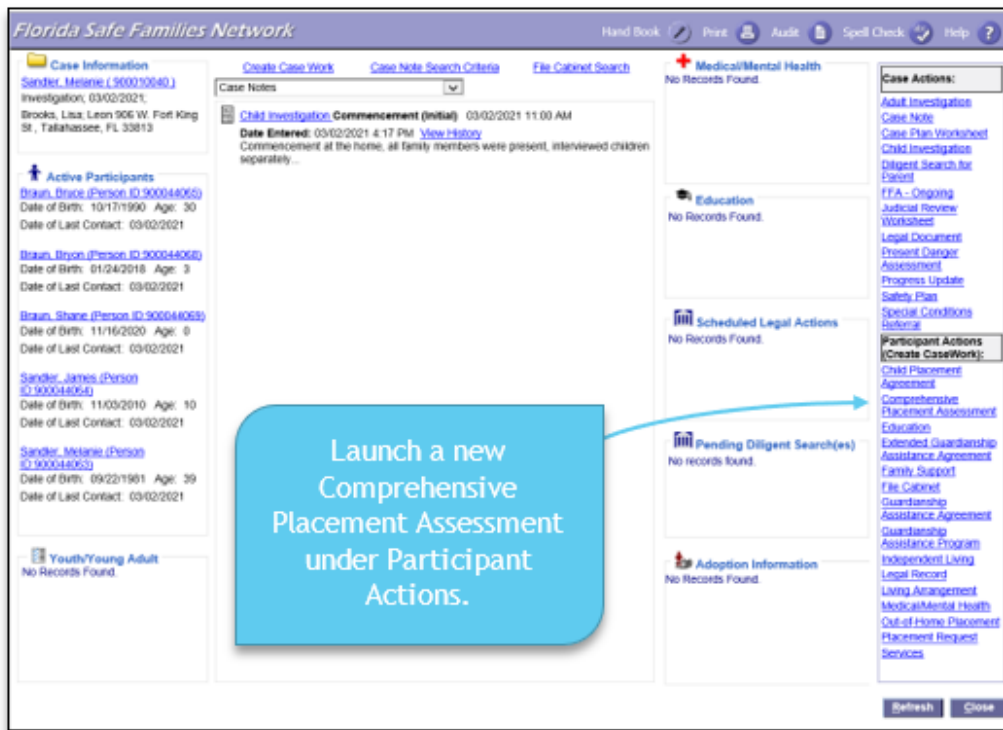 Florida Safe Families Network
Hand Book Print Audit Spell Check Help ?
Case Information
Sandler, Melanie ( 900010040 )
Investigation; 03/02/2021;
Brooks, Lisa; Leon 906 W. Fort King
St , Tallahassee, FL 33813
Active Participants
Braun, Bruce (Person ID:900044065)
Date of Birth: 10/17/1990 Age: 30
Date of Last Contact: 03/02/2021
Braun, Bryon (Person ID:900044068)
Date of Birth: 01/24/2018 Age: 3
Date of Last Contact: 03/02/2021
Braun, Shane (Person ID:900044069)
Date of Birth: 11/16/2020 Age: 0
Date of Last Contact: 03/02/2021
Sandler, James (Person
ID:900044064)
Date of Birth: 11/03/2010 Age: 10
Date of Last Contact: 03/02/2021
Sandler, Melanie (Person
ID:900044063)
Date of Birth: 09/22/1981 Age: 39
Date of Last Contact: 03/02/2021
Youth/Young Adult
No Records Found.
Create Case Work Case Note Search Criteria File Cabinet Search
Case Notes
Child Investigation Commencement (Initial) 03/02/2021 11:00 AM
Date Entered: 03/02/2021 4:17 PM View History
Commencement at the home, all family members were present, interviewed children
separately...
Launch a new
Comprehensive
Placement Assessment
under Participant
Actions.
Medical/Mental Health
No Records Found.
Education
No Records Found.
Scheduled Legal Actions
No Records Found.
Pending Diligent Search(es)
No records found.
Adoption Information
No Records Found.
Case Actions:
Adult Investigation
Case Note
Case Plan Worksheet
Child Investigation
Diligent Search for
Parent
FFA - Ongoing
Judicial Review
Worksheet
Legal Document
Present Danger
Assessment
Progress Update
Safety Plan
Special Conditions
Referral
Participant Actions
(Create CaseWork):
Child Placement
Agreement
Comprehensive
Placement Assessment
Education
Extended Guardianship
Assistance Agreement
Family Support
File Cabinet
Guardianship
Assistance Agreement
Guardianship
Assistance Program
Independent Living
Legal Record
Living Arrangement
Medical/Mental Health
Out-of-Home Placement
Placement Request
Services
Refresh Close